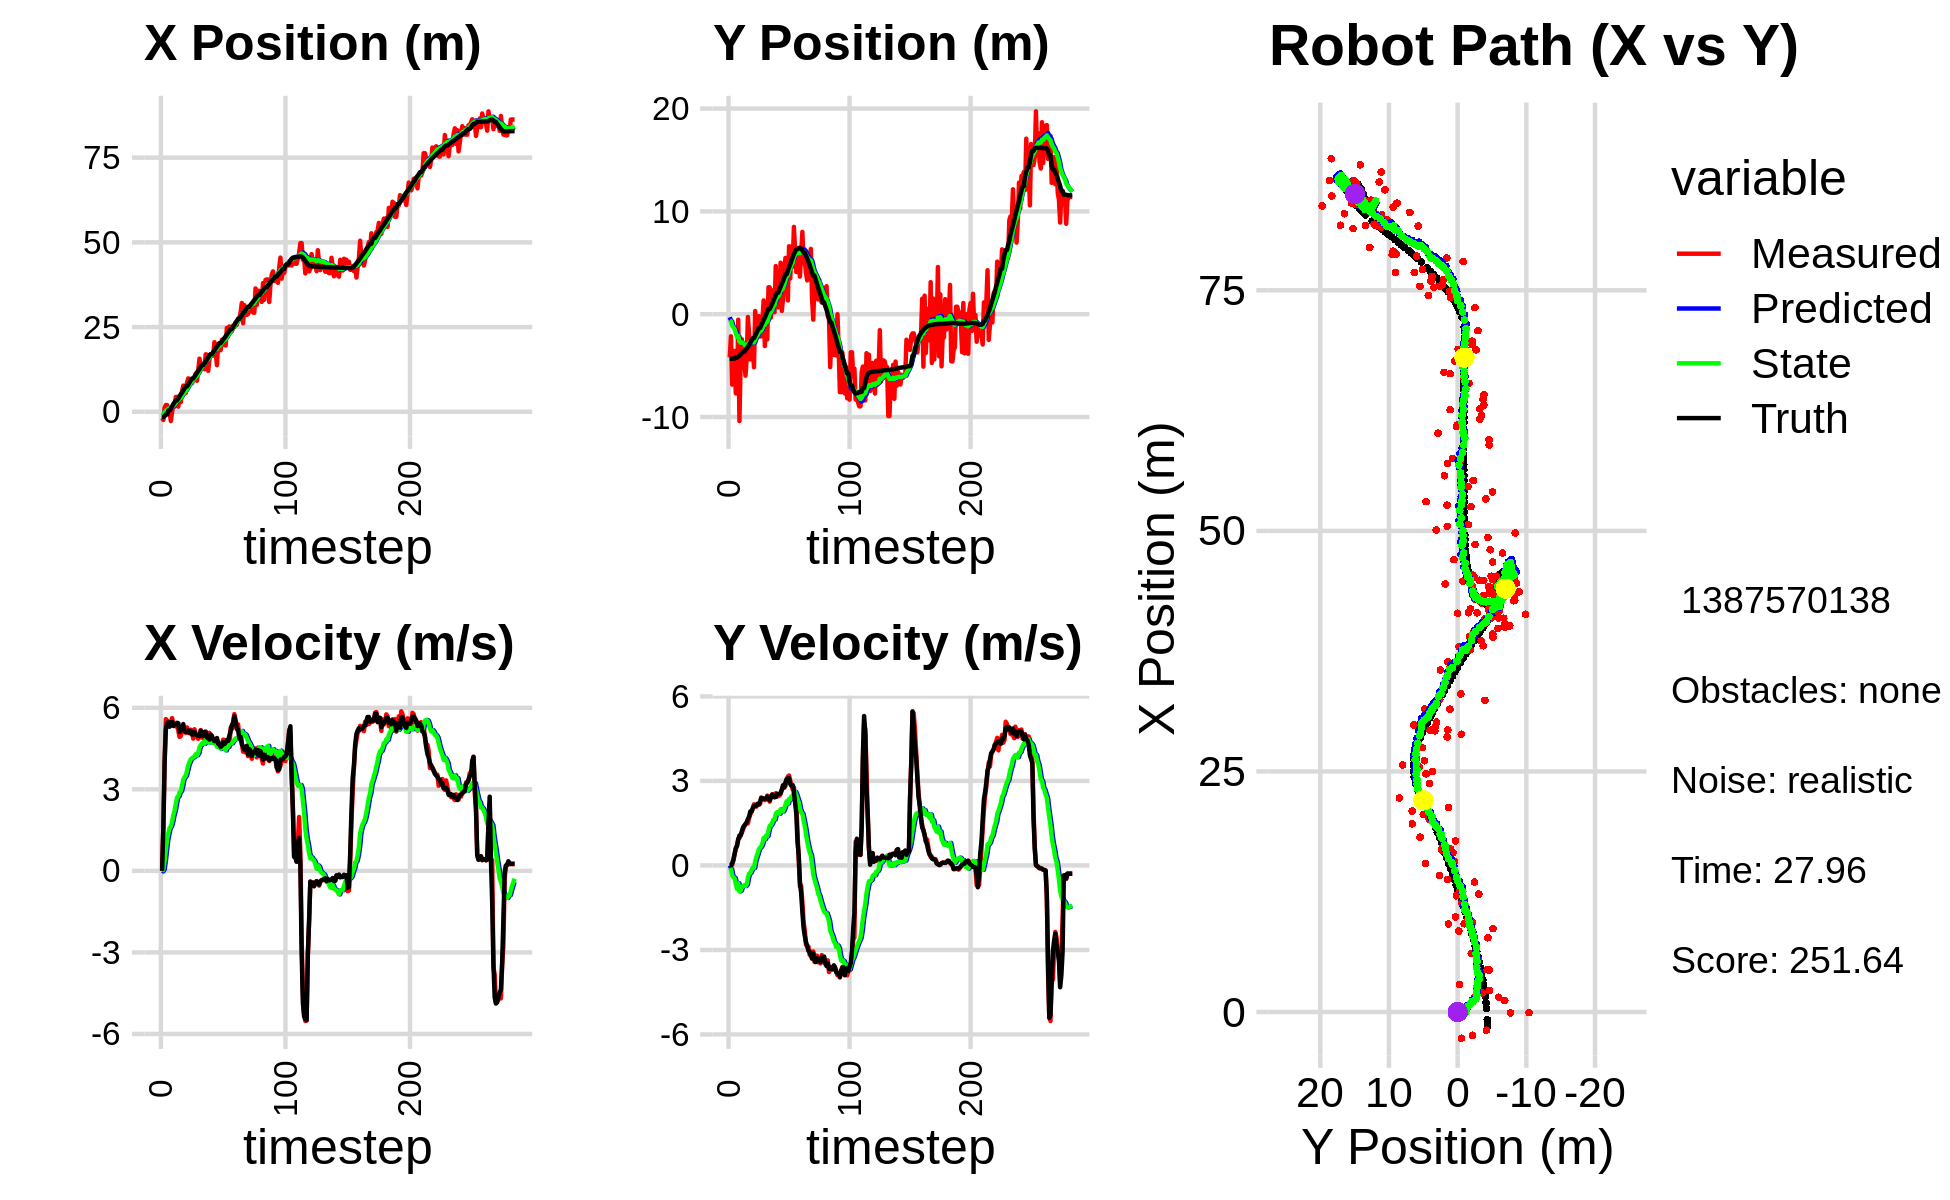 X Position (m)
75
50
25
0
0
100
200
timestep
Y Position (m)
20
10
0
-10
0
100
200
timestep
X Velocity (m/s)
6
3
0
-3
-6
0
100
200
timestep
Y Velocity (m/s)
6
3
0
-3
-6
0
100
200
timestep
Robot Path (X vs Y)
X Position (m)
75
50
25
0
20 10 0 -10 -20
Y Position (m)
variable
Measured
Predicted
State
Truth
1387570138
Obstacles: none
Noise: realistic
Time: 27.96
Score: 251.64